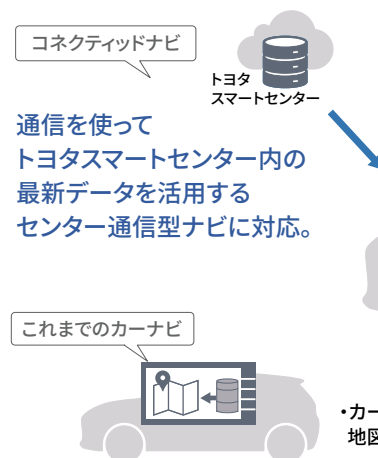 コネクティッドナビ
トヨタ
スマートセンター
通信を使って
トヨタスマートセンター内の
最新データを活用する
センター通信型ナビに対応。
これまでのカーナビ
・カー
地図